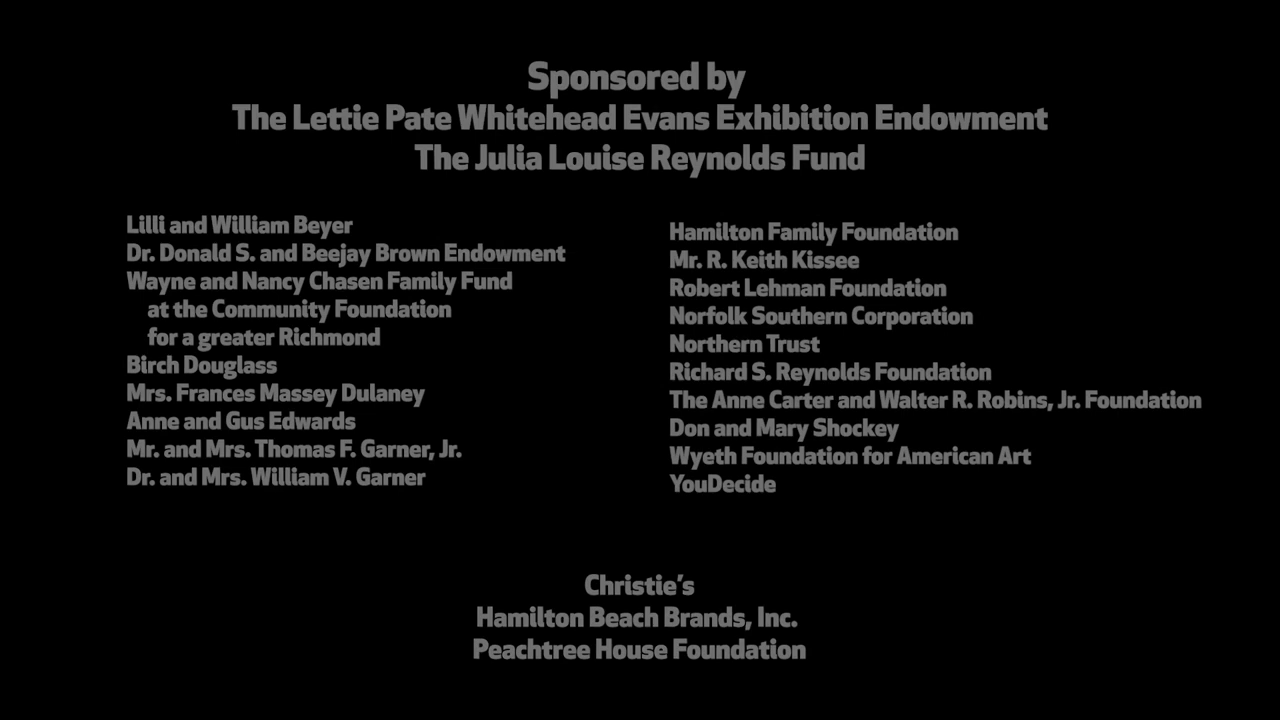 Sponsored by
The Lettie Pate Whitehead Evans Exhibition Endowment
The Julia Louise Reynolds Fund
Lilli and William Beyer
Dr. Donald S. and Beejay Brown Endowment
Wayne and Nancy Chasen Family Fund
at the Community Foundation
for a greater Richmond
Birch Douglass
Mrs. Frances Massey Dulaney
Anne and Gus Edwards
Mr. and Mrs. Thomas F. Garner, Jr.
Dr. and Mrs. William V. Garner
Hamilton Family Foundation
Mr. R. Keith Kissee
Robert Lehman Foundation
Norfolk Southern Corporation
Northern Trust
Richard S. Reynolds Foundation
The Anne Carter and Walter R. Robins, Jr. Foundation
Don and Mary Shockey
Wyeth Foundation for American Art
YouDecide
Christie’s
Hamilton Beach Brands, Inc.
Peachtree House Foundation